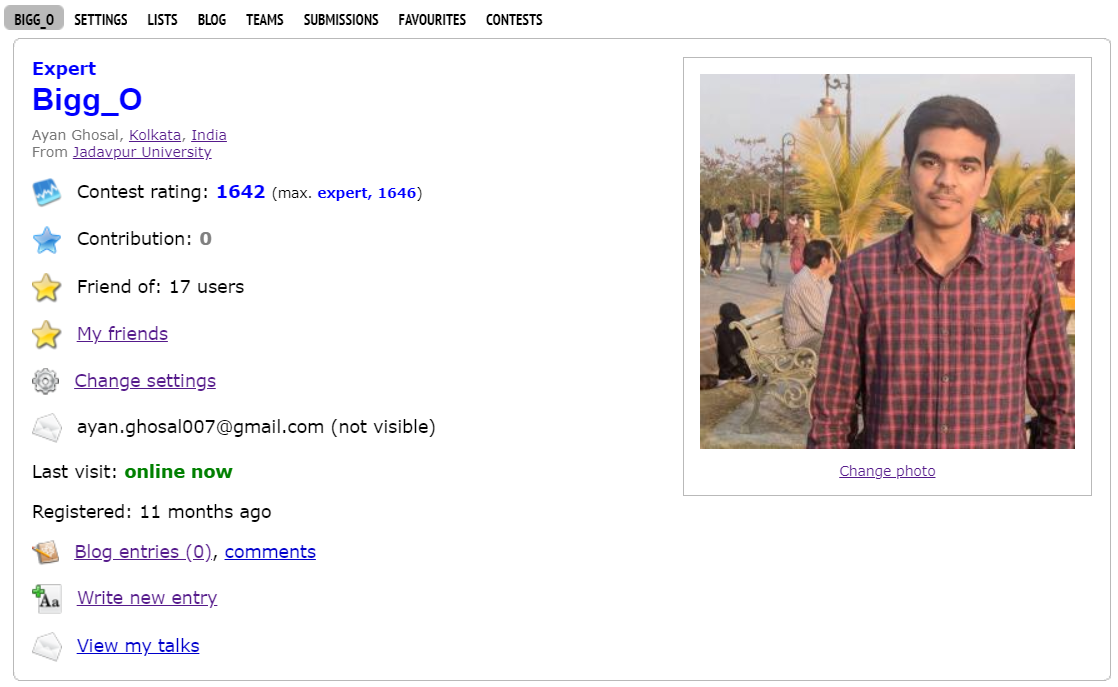 BIGG_O SETTINGS LISTS BLOG TEAMS SUBMISSIONS FAVOURITES CONTESTS
Expert
Bigg_O
Ayan Ghosal, Kolkata, India
From Jadavpur University
Contest rating: 1642 (max. expert, 1646)
Contribution: 0
Friend of: 17 users
My friends
Change settings
ayan.ghosal007@gmail.com (not visible)
Last visit: online now
Registered: 11 months ago
Blog entries (0), comments
Aa Write new entry
View my talks
Change photo